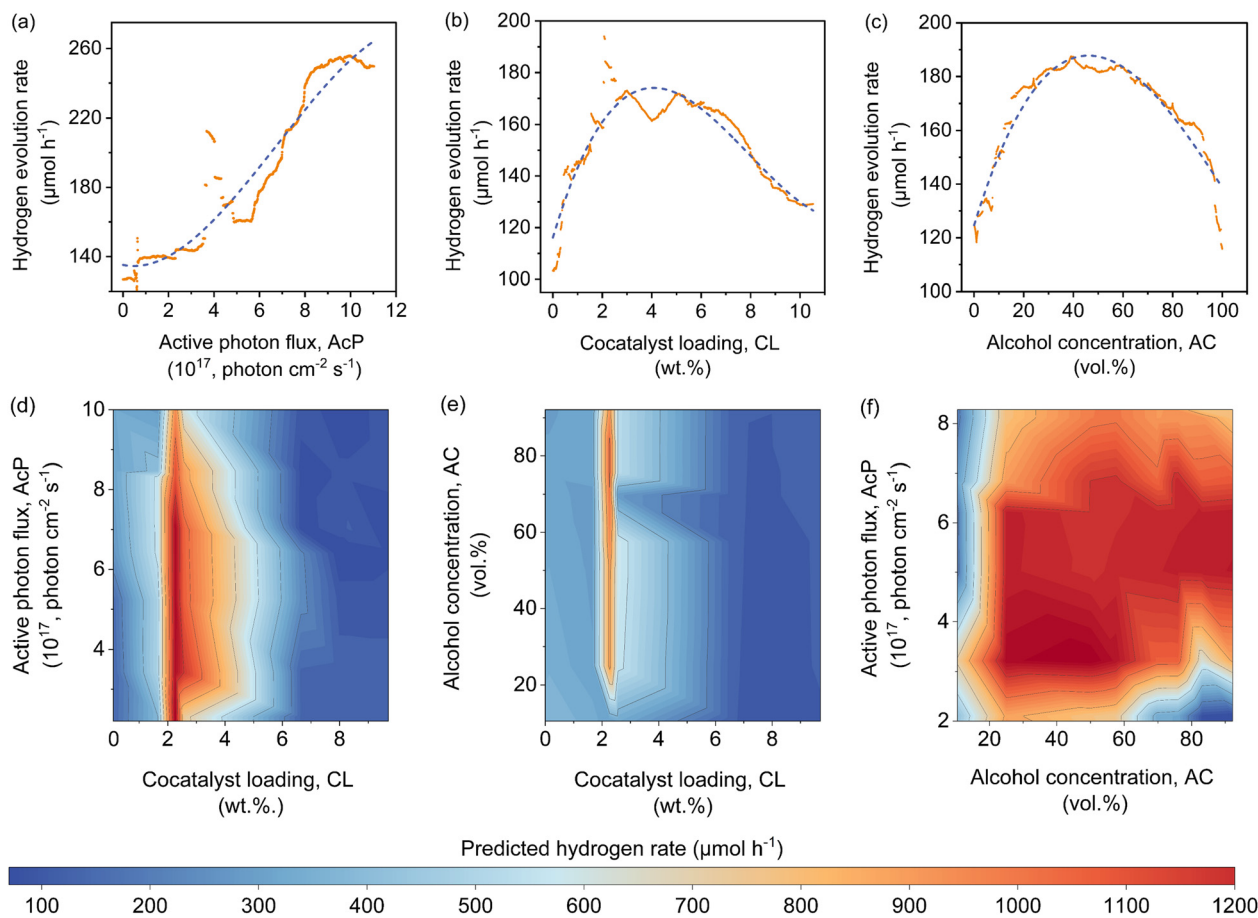 (a)
Hydrogen evolution rate
(µmol h⁻¹)
260
220
180
140
0 2 4 6 8 10 12
Active photon flux, AcP
(10¹⁷, photon cm⁻² s⁻¹)
(b)
Hydrogen evolution rate
(µmol h⁻¹)
200
180
160
140
120
100
0 2 4 6 8 10
Cocatalyst loading, CL
(wt.%)
(c)
Hydrogen evolution rate
(µmol h⁻¹)
200
180
160
140
120
100
0 20 40 60 80 100
Alcohol concentration, AC
(vol.%)
(d)
Active photon flux, AcP
(10¹⁷, photon cm⁻² s⁻¹)
10
8
6
4
0 2 4 6 8
Cocatalyst loading, CL
(wt.%.)
(e)
Alcohol concentration, AC
(vol.%)
80
60
40
20
0 2 4 6 8
Cocatalyst loading, CL
(wt.%)
(f)
Active photon flux, AcP
(10¹⁷, photon cm⁻² s⁻¹)
8
6
4
2
20 40 60 80
Alcohol concentration, AC
(vol.%)
Predicted hydrogen rate (µmol h⁻¹)
100 200 300 400 500 600 700 800 900 1000 1100 1200